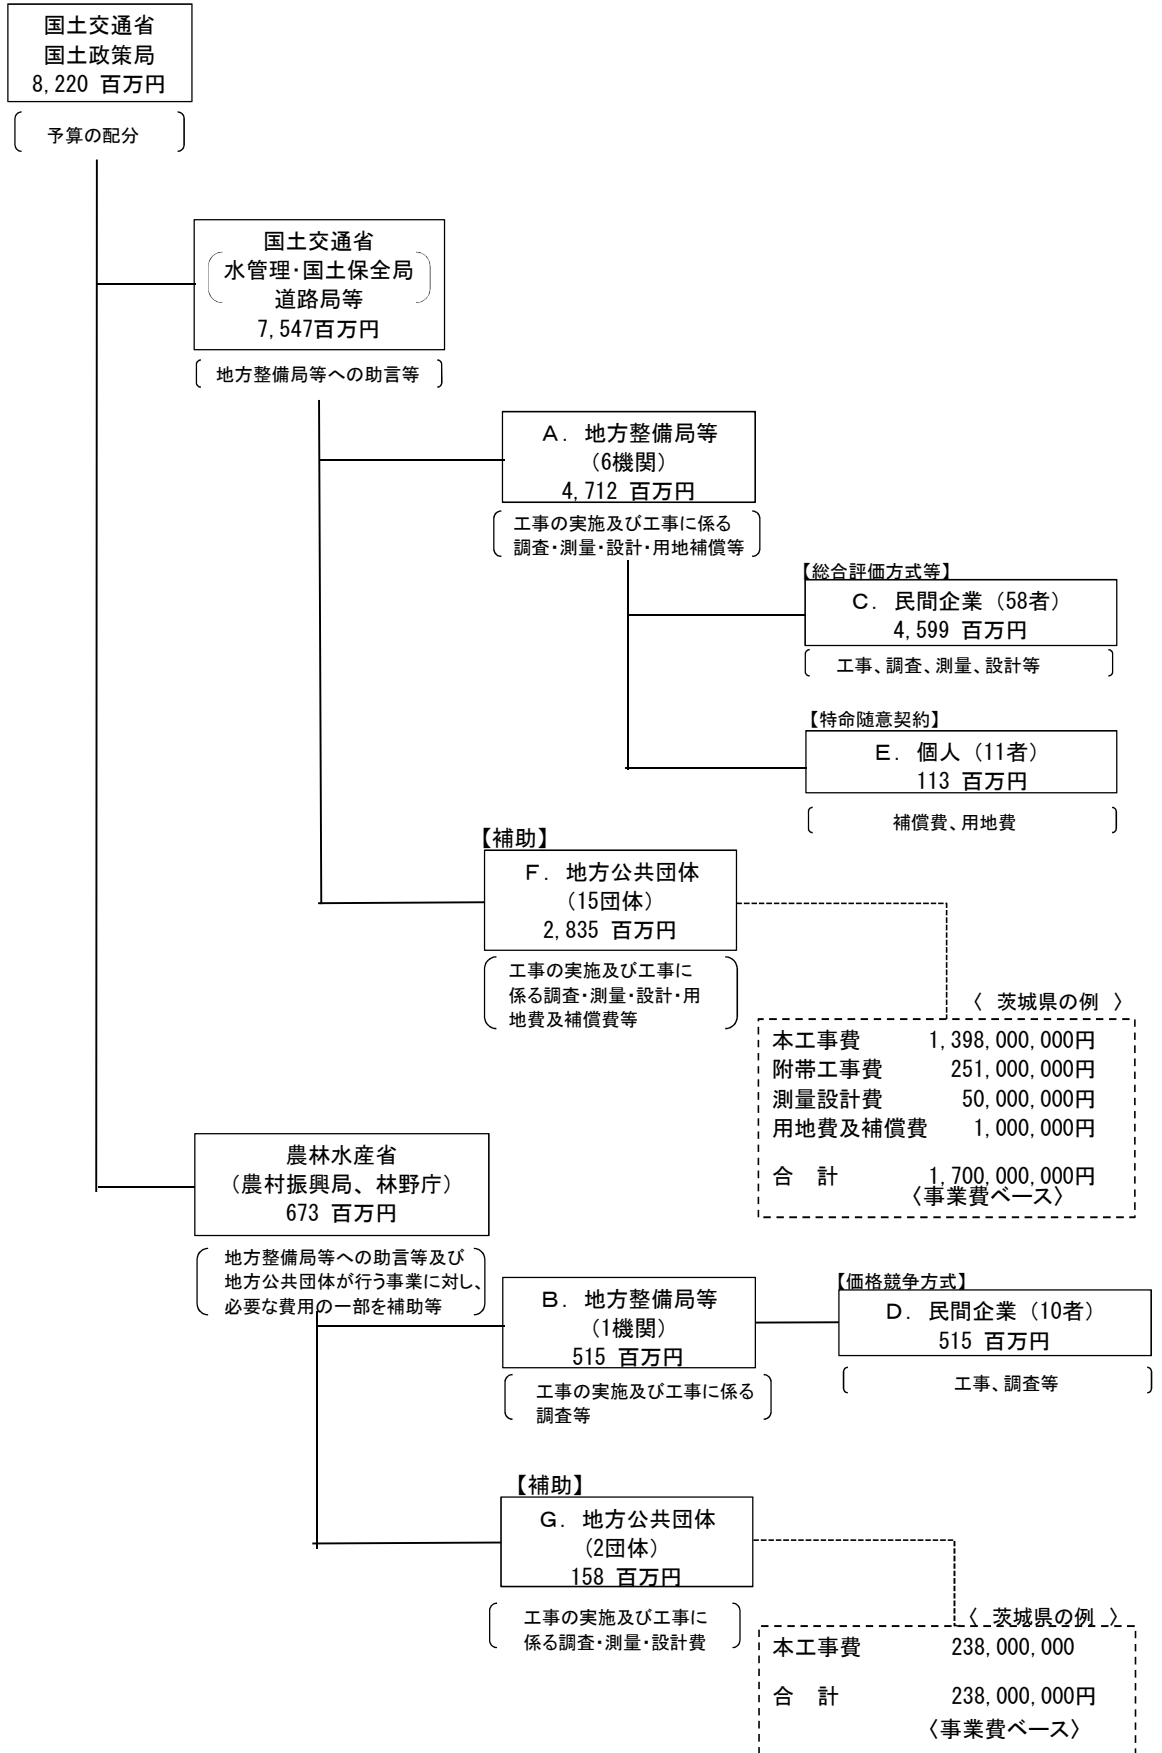 国土交通省
国土政策局
8,220 百万円
予算の配分
国土交通省
水管理・国土保全局
道路局等
7,547百万円
地方整備局等への助言等
A. 地方整備局等
(6機関)
4,712 百万円
工事の実施及び工事に係る
調査・測量・設計・用地補償等
【総合評価方式等】
C. 民間企業(58者)
4,599 百万円
工事、調査、測量、設計等
【特命随意契約】
E. 個人(11者)
113 百万円
補償費、用地費
【補助】
F. 地方公共団体
(15団体)
2,835 百万円
工事の実施及び工事に
係る調査・測量・設計・用
地費及補償費等
〈 茨城県の例 〉
本工事費 1,398,000,000円
附帯工事費 251,000,000円
測量設計費 50,000,000円
用地費及補償費 1,000,000円
合 計 1,700,000,000円
〈事業費ベース〉
農林水産省
(農村振興局、林野庁)
673 百万円
地方整備局等への助言等及び
地方公共団体が行う事業に対し、
必要な費用の一部を補助等
B. 地方整備局等
(1機関)
515 百万円
工事の実施及び工事に係る
調査等
【価格競争方式】
D. 民間企業(10者)
515 百万円
工事、調査等
【補助】
G. 地方公共団体
(2団体)
158 百万円
工事の実施及び工事に
係る調査・測量・設計費
〈 茨城県の例 〉
本工事費 238,000,000
合 計 238,000,000円
〈事業費ベース〉